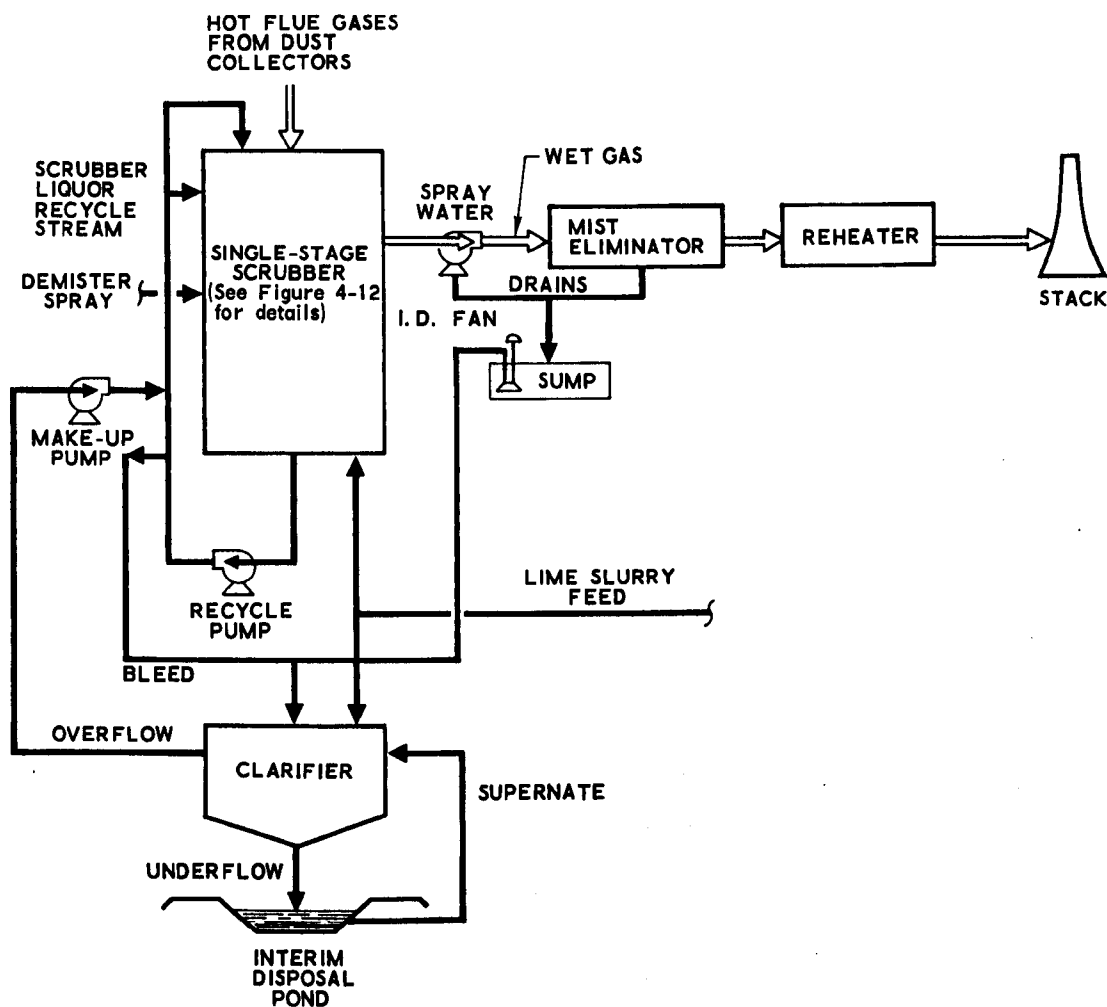 HOT FLUE GASES
FROM DUST
COLLECTORS
WET GAS
SCRUBBER
LIQUOR
RECYCLE
STREAM
SPRAY
WATER
MIST
ELIMINATOR
REHEATER
STACK
SINGLE-STAGE
SCRUBBER
(See Figure 4-12
for details)
DEMISTER
SPRAY
DRAINS
I.D. FAN
SUMP
MAKE-UP
PUMP
RECYCLE
PUMP
LIME SLURRY
FEED
BLEED
OVERFLOW
CLARIFIER
SUPERNATE
UNDERFLOW
INTERIM
DISPOSAL
POND